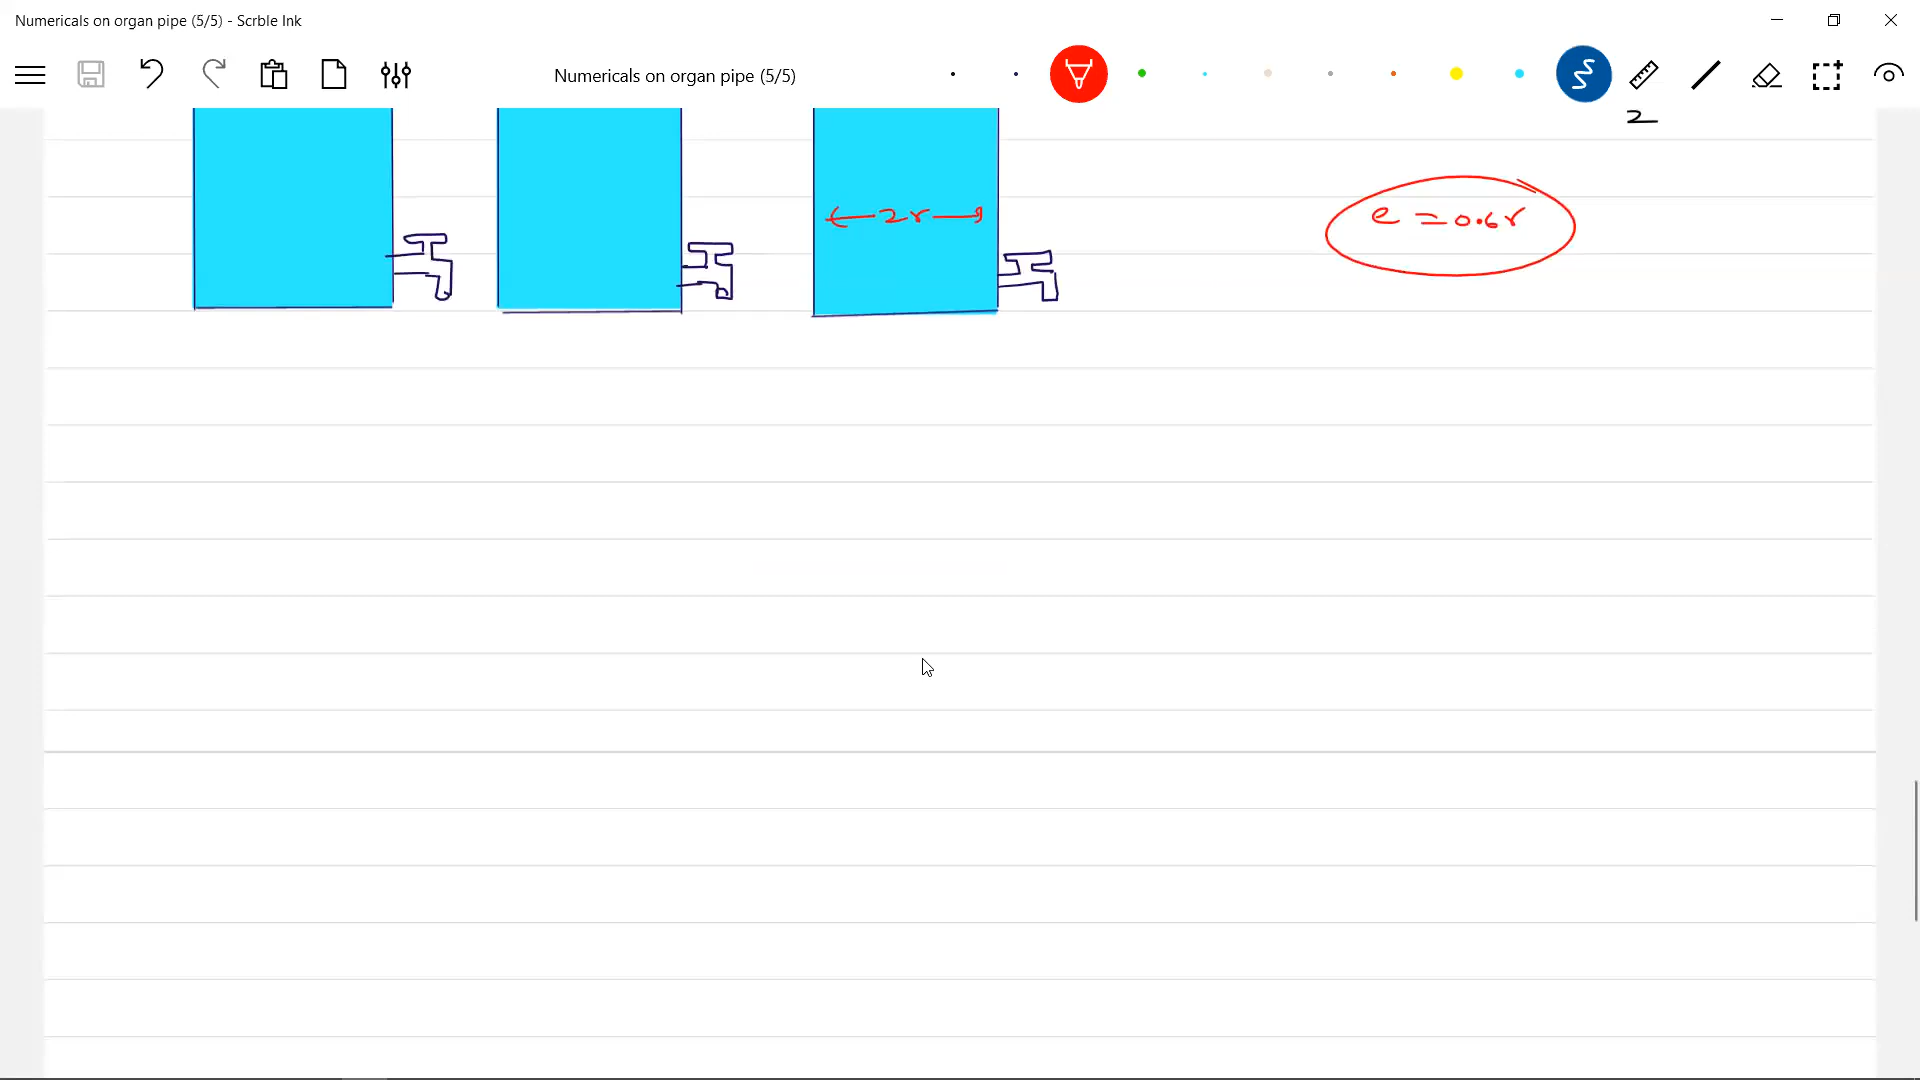 Numericals on organ pipe (5/5) - Scrble Ink
Numericals on organ pipe (5/5)
2
2r
e = 0.6r